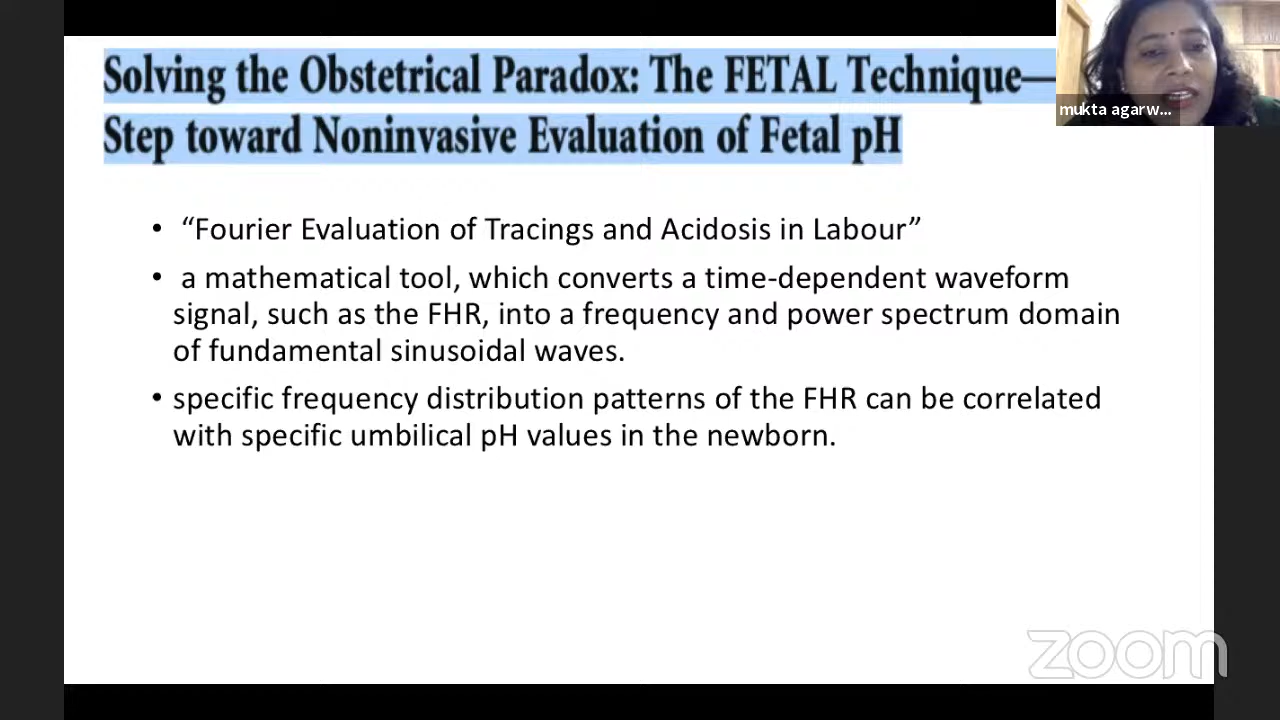 Solving the Obstetrical Paradox: The FETAL Technique—
Step toward Noninvasive Evaluation of Fetal pH
mukta agarw...
• “Fourier Evaluation of Tracings and Acidosis in Labour”
• a mathematical tool, which converts a time-dependent waveform
signal, such as the FHR, into a frequency and power spectrum domain
of fundamental sinusoidal waves.
• specific frequency distribution patterns of the FHR can be correlated
with specific umbilical pH values in the newborn.
zoom